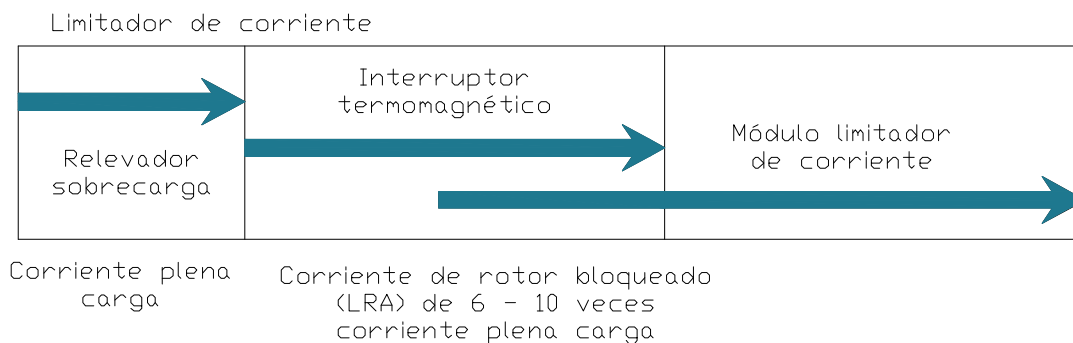 Limitador de corriente
Interruptor
termomagnético
Módulo limitador
de corriente
Relevador
sobrecarga
Corriente plena
carga
Corriente de rotor bloqueado
(LRA) de 6 - 10 veces
corriente plena carga